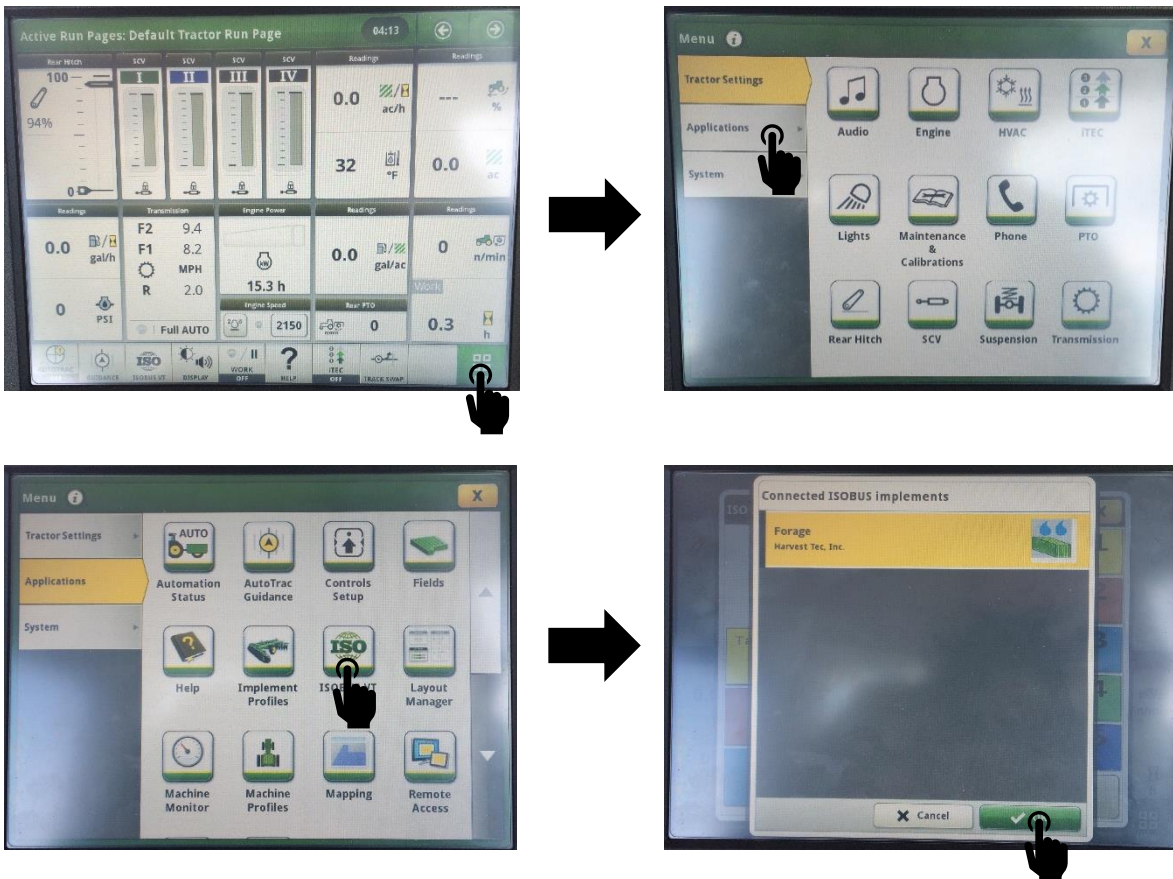 Active Run Pages: Default Tractor Run Page
04:13
Rear Hitch
SCV
SCV
SCV
SCV
Readings
Readings
100
I
II
III
IV
94%
0
0.0
ac/h
32
°F
---
%
0.0
ac
Readings
Transmission
Engine Power
Readings
Readings
0.0
gal/h
0
PSI
F2 9.4
F1 8.2
MPH
R 2.0
Full AUTO
kW
15.3 h
Engine Speed
2150
0.0
gal/ac
Rear PTO
0
0
n/min
Work
0.3
h
AUTOTRAC
GUIDANCE
ISO
ISOBUS VT
DISPLAY
WORK
OFF
?
HELP
iTEC
OFF
TRACK SWAP
Menu i
X
Tractor Settings
Applications
System
Audio
Engine
HVAC
iTEC
Lights
Maintenance
&
Calibrations
Phone
PTO
Rear Hitch
SCV
Suspension
Transmission
Menu i
X
Tractor Settings
Applications
System
AUTO
Automation
Status
AutoTrac
Guidance
Controls
Setup
Fields
?
Help
Implement
Profiles
ISO
Layout
Manager
Machine
Monitor
Machine
Profiles
Mapping
Remote
Access
Connected ISOBUS implements
Forage
Harvest Tec, Inc.
Cancel
ISO
X